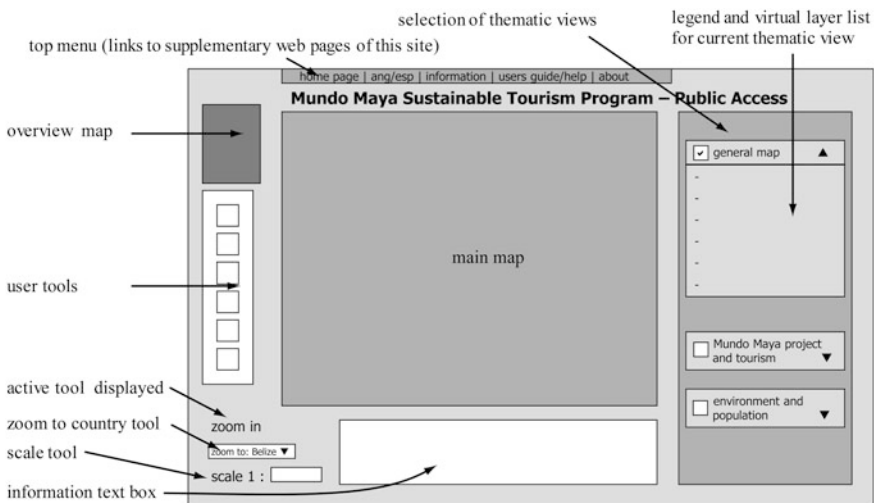 selection of thematic views
legend and virtual layer list
for current thematic view
top menu (links to supplementary web pages of this site)
home page | ang/esp | information | users guide/help | about
Mundo Maya Sustainable Tourism Program – Public Access
overview map
general map
-
-
-
-
-
-
main map
user tools
Mundo Maya project
and tourism
active tool displayed
environment and
population
zoom in
zoom to country tool
zoom to: Belize
scale tool
scale 1 :
information text box